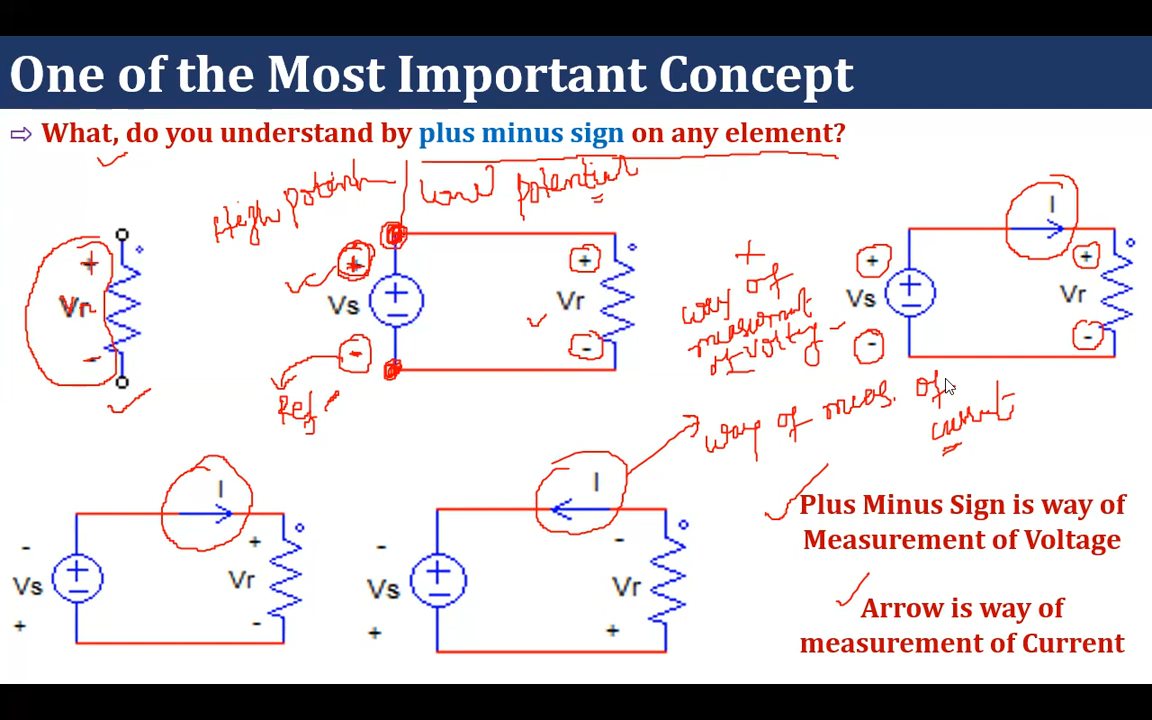 One of the Most Important Concept
⇨ What, do you understand by plus minus sign on any element?
High potential
low potential
+
Vr
-
+
Vs
-
+
-
+
Vr
-
Ref
+
way of
measurement
of voltage
-
+
Vs
-
+
-
I
+
Vr
-
way of meas. of
current
-
Vs
+
+
-
I
+
Vr
-
-
Vs
+
+
-
I
-
Vr
+
Plus Minus Sign is way of
Measurement of Voltage
Arrow is way of
measurement of Current